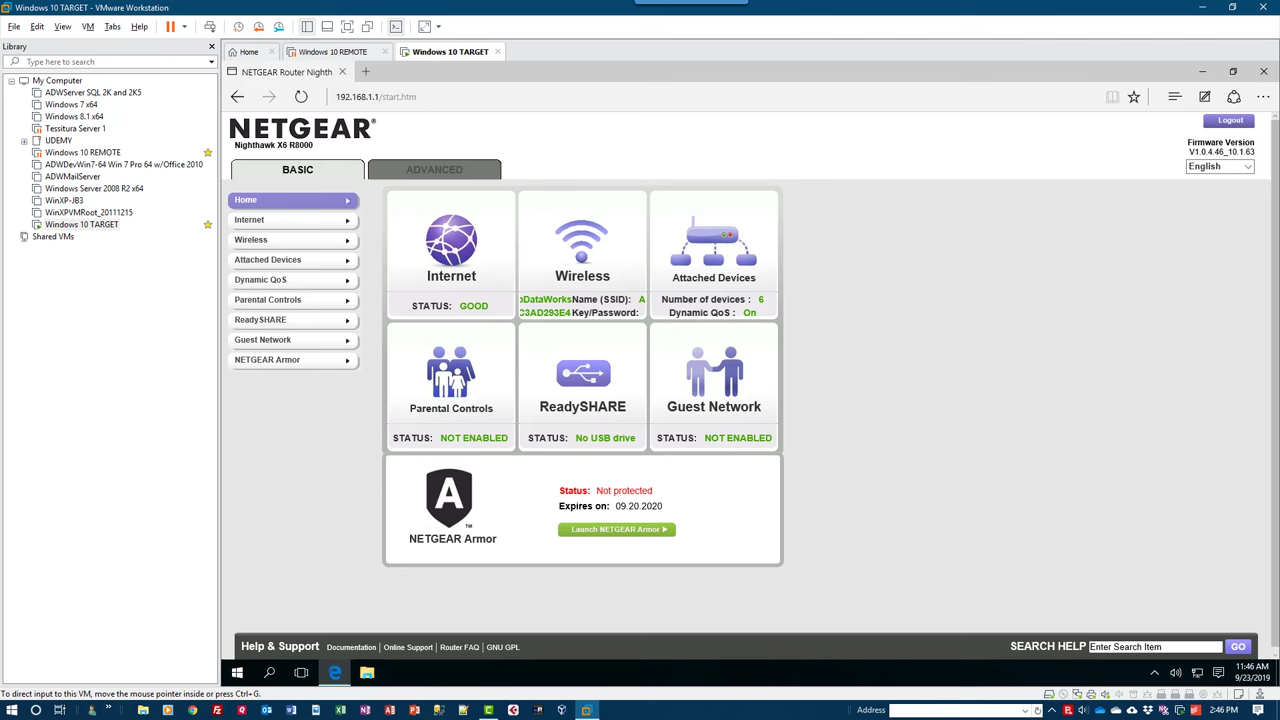 Windows 10 TARGET - VMware Workstation
File Edit View VM Tabs Help
Library
Type here to search
My Computer
ADWServer SQL 2K and 2K5
Windows 7 x64
Windows 8.1 x64
Tessitura Server 1
UDEMY
Windows 10 REMOTE
ADWDevWin7-64 Win 7 Pro 64 w/Office 2010
ADWMailServer
Windows Server 2008 R2 x64
WinXP-JB3
WinXPVMRoot_20111215
Windows 10 TARGET
Shared VMs
Home Windows 10 REMOTE Windows 10 TARGET
NETGEAR Router Nighth
192.168.1.1/start.htm
NETGEAR®
Nighthawk X6 R8000
Logout
Firmware Version
V1.0.4.46_10.1.63
English
BASIC ADVANCED
Home
Internet
Wireless
Attached Devices
Dynamic QoS
Parental Controls
ReadySHARE
Guest Network
NETGEAR Armor
Internet
STATUS: GOOD
Wireless
DataWorksName (SSID): A
C3AD293E4 Key/Password:
Attached Devices
Number of devices : 6
Dynamic QoS : On
Parental Controls
STATUS: NOT ENABLED
ReadySHARE
STATUS: No USB drive
Guest Network
STATUS: NOT ENABLED
A TM
NETGEAR Armor
Status: Not protected
Expires on: 09.20.2020
Launch NETGEAR Armor
Help & Support Documentation | Online Support | Router FAQ | GNU GPL
SEARCH HELP Enter Search Item GO
11:46 AM
9/23/2019
To direct input to this VM, move the mouse pointer inside or press Ctrl+G.
Address
2:46 PM